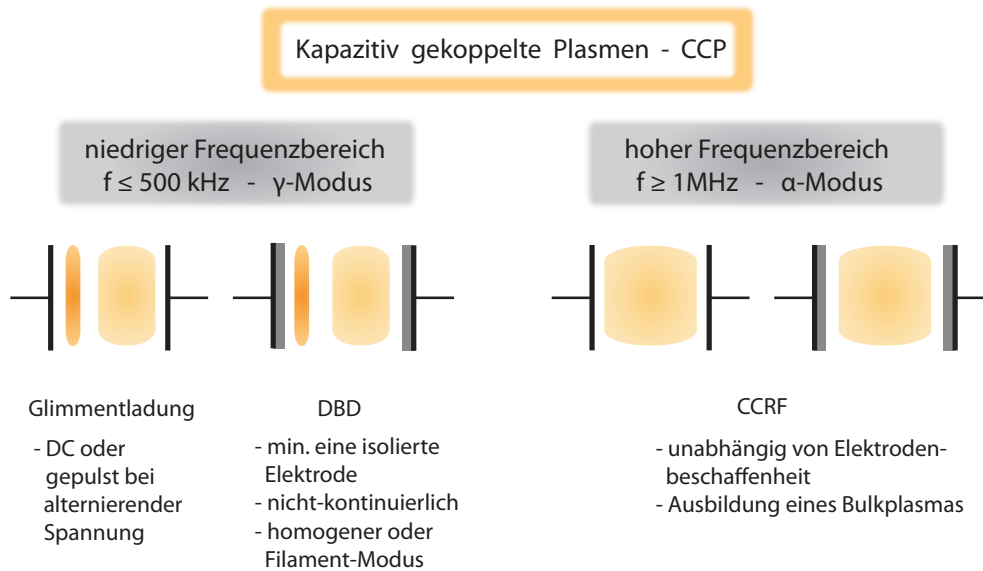 Kapazitiv gekoppelte Plasmen - CCP
niedriger Frequenzbereich
f ≤ 500 kHz - γ-Modus
hoher Frequenzbereich
f ≥ 1MHz - α-Modus
Glimmentladung
- DC oder
gepulst bei
alternierender
Spannung
DBD
- min. eine isolierte
Elektrode
- nicht-kontinuierlich
- homogener oder
Filament-Modus
CCRF
- unabhängig von Elektroden-
beschaffenheit
- Ausbildung eines Bulkplasmas